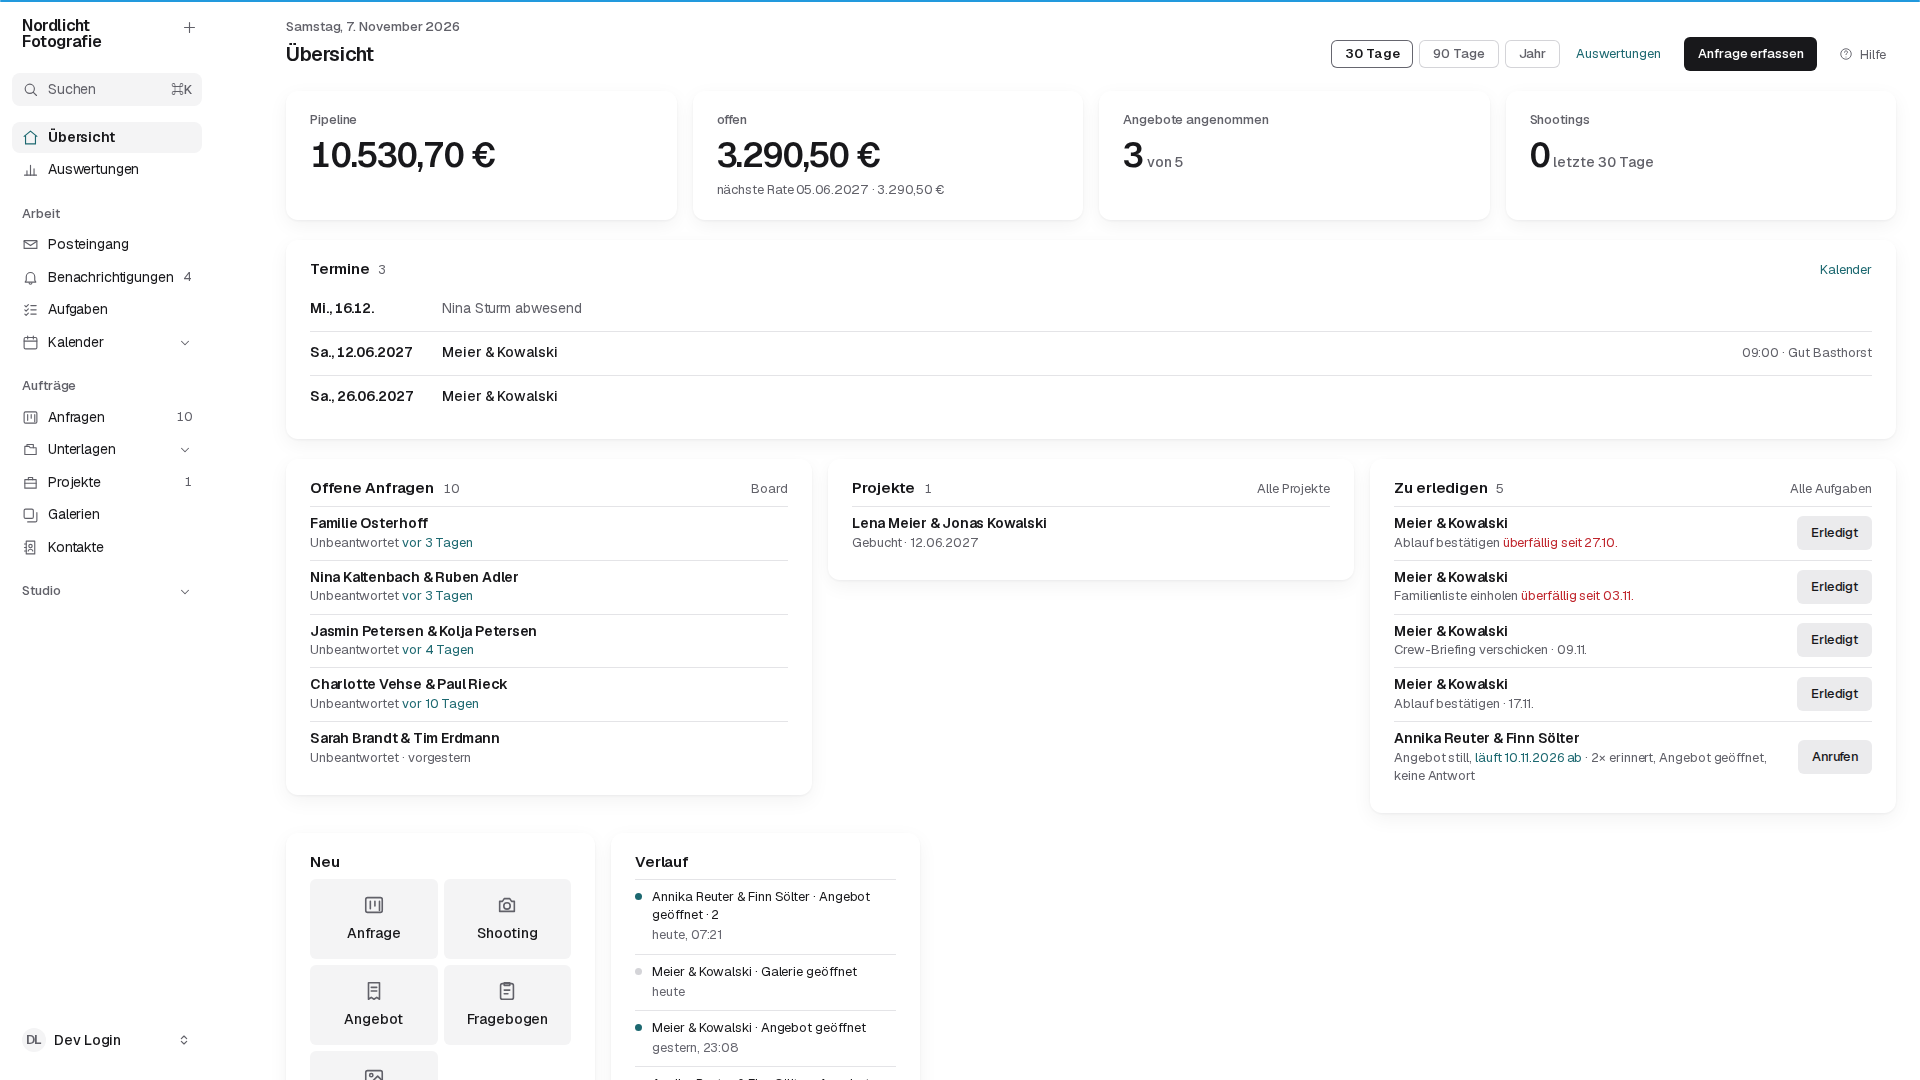 Nordlicht
Fotografie
Suchen ⌘K
Übersicht
Auswertungen
Arbeit
Posteingang
Benachrichtigungen 4
Aufgaben
Kalender
Aufträge
Anfragen 10
Unterlagen
Projekte 1
Galerien
Kontakte
Studio
DL Dev Login
Samstag, 7. November 2026
Übersicht
30 Tage 90 Tage Jahr Auswertungen Anfrage erfassen Hilfe
Pipeline
10.530,70 €
offen
3.290,50 €
nächste Rate 05.06.2027 · 3.290,50 €
Angebote angenommen
3 von 5
Shootings
0 letzte 30 Tage
Termine 3 Kalender
Mi., 16.12. Nina Sturm abwesend
Sa., 12.06.2027 Meier & Kowalski 09:00 · Gut Basthorst
Sa., 26.06.2027 Meier & Kowalski
Offene Anfragen 10 Board
Familie Osterhoff
Unbeantwortet vor 3 Tagen
Nina Kaltenbach & Ruben Adler
Unbeantwortet vor 3 Tagen
Jasmin Petersen & Kolja Petersen
Unbeantwortet vor 4 Tagen
Charlotte Vehse & Paul Rieck
Unbeantwortet vor 10 Tagen
Sarah Brandt & Tim Erdmann
Unbeantwortet · vorgestern
Projekte 1 Alle Projekte
Lena Meier & Jonas Kowalski
Gebucht · 12.06.2027
Zu erledigen 5 Alle Aufgaben
Meier & Kowalski
Ablauf bestätigen überfällig seit 27.10.
Erledigt
Meier & Kowalski
Familienliste einholen überfällig seit 03.11.
Erledigt
Meier & Kowalski
Crew-Briefing verschicken · 09.11.
Erledigt
Meier & Kowalski
Ablauf bestätigen · 17.11.
Erledigt
Annika Reuter & Finn Sölter
Angebot still, läuft 10.11.2026 ab · 2× erinnert, Angebot geöffnet,
keine Antwort
Anrufen
Neu
Anfrage
Shooting
Angebot
Fragebogen
Verlauf
Annika Reuter & Finn Sölter · Angebot
geöffnet · 2
heute, 07:21
Meier & Kowalski · Galerie geöffnet
heute
Meier & Kowalski · Angebot geöffnet
gestern, 23:08